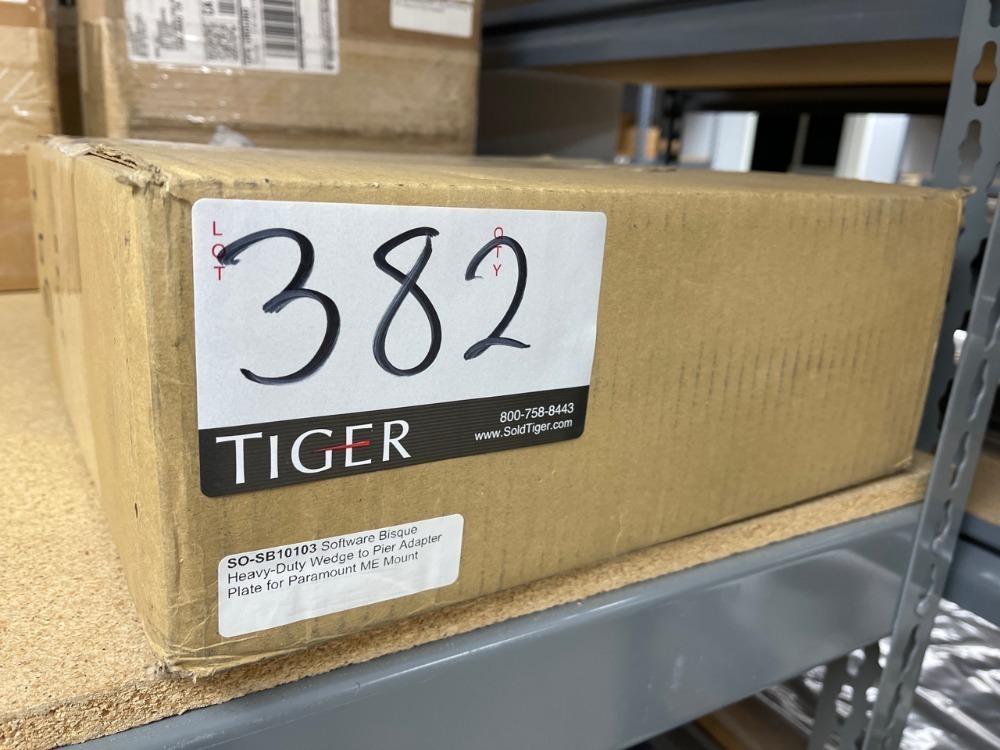 LOT
QTY
382
TIGER
800-758-8443
www.SoldTiger.com
SO-SB10103 Software Bisque
Heavy-Duty Wedge to Pier Adapter
Plate for Paramount ME Mount